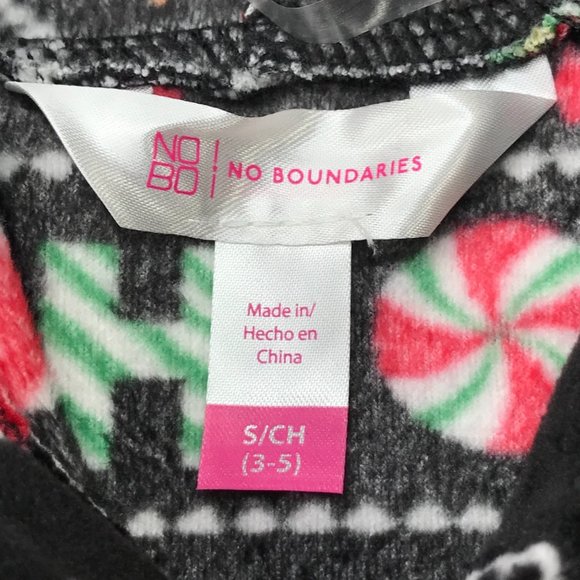 NO
BO
NO BOUNDARIES
Made in/
Hecho en
China
S/CH
(3-5)
H